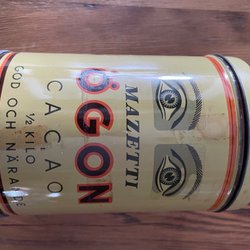 MAZETTI
ÖGON
CACAO
½ KILO
GOD OCH NÄRANDE